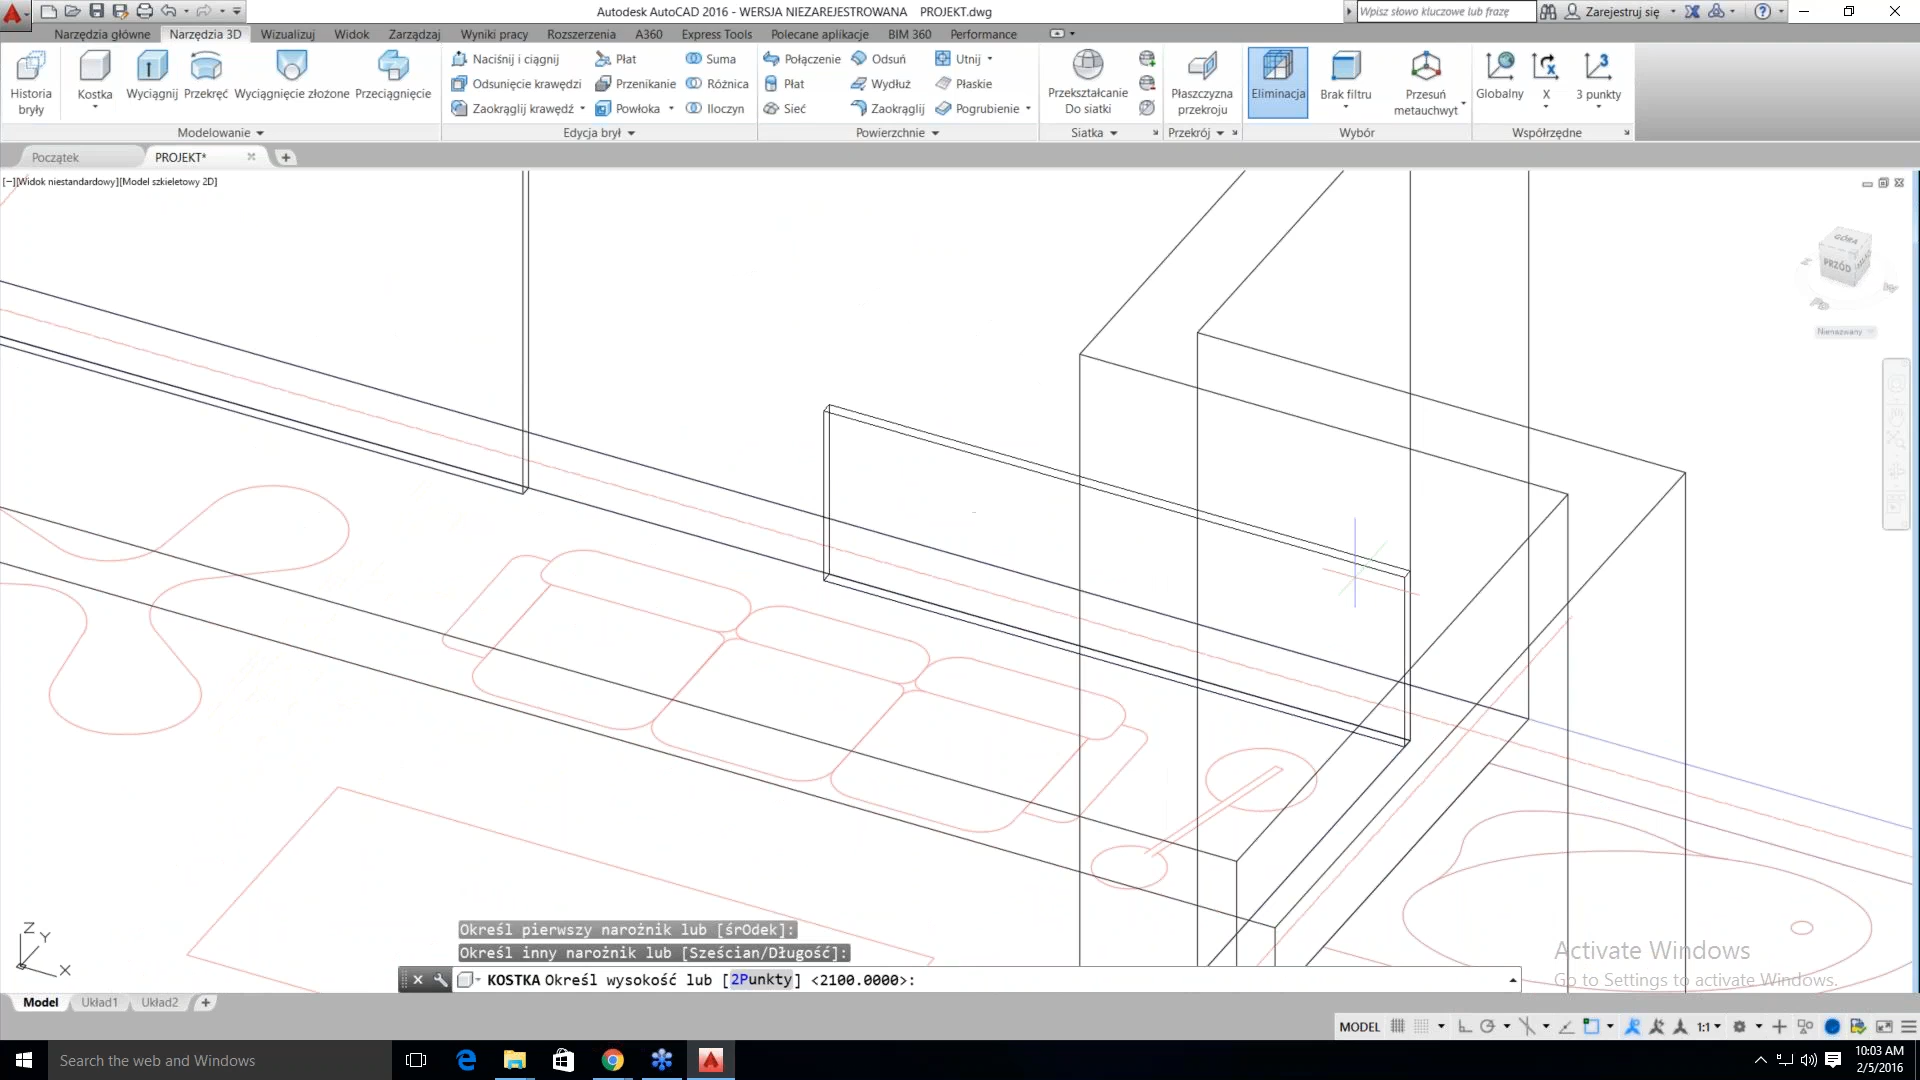 Autodesk AutoCAD 2016 - WERSJA NIEZAREJESTROWANA PROJEKT.dwg
Wpisz słowo kluczowe lub frazę
Zarejestruj się
Narzędzia główne Narzędzia 3D Wizualizuj Widok Zarządzaj Wyniki pracy Rozszerzenia A360 Express Tools Polecane aplikacje BIM 360 Performance
Historia bryły
Kostka
Wyciągnij
Przekręć
Wyciągnięcie złożone
Przeciągnięcie
Modelowanie
Naciśnij i ciągnij Płat Suma
Odsunięcie krawędzi Przenikanie Różnica
Zaokrąglij krawędź Powłoka Iloczyn
Edycja brył
Połączenie Odsuń Utnij
Płat Wydłuż Płaskie
Sieć Zaokrąglij Pogrubienie
Powierzchnie
Przekształcanie
Do siatki
Siatka
Płaszczyzna
przekroju
Przekrój
Eliminacja
Brak filtru
Przesuń
metauchwyt
Wybór
Globalny
X
3 punkty
Współrzędne
Początek PROJEKT*
[−][Widok niestandardowy][Model szkieletowy 2D]
GÓRA
PRZÓD
Nienazwany
Z
Y
X
Określ pierwszy narożnik lub [śrOdek]:
Określ inny narożnik lub [Sześcian/Długość]:
KOSTKA Określ wysokość lub [2Punkty] <2100.0000>:
Activate Windows
Go to Settings to activate Windows.
Model Układ1 Układ2
MODEL
1:1
Search the web and Windows
10:03 AM
2/5/2016